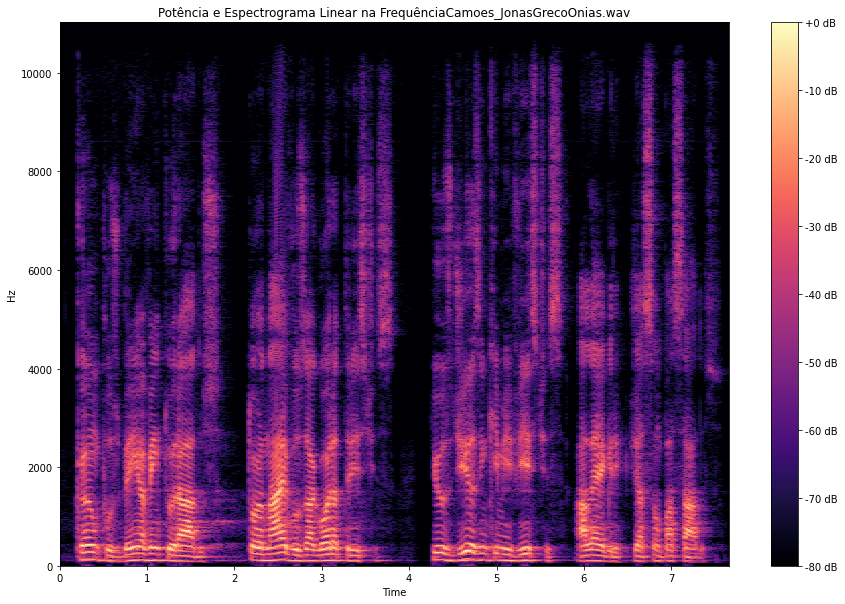 Potência e Espectrograma Linear na FrequênciaCamoes_JonasGrecoOnias.wav
+0 dB
10000
-10 dB
8000
-20 dB
-30 dB
6000
Hz
-40 dB
4000
-50 dB
-60 dB
2000
-70 dB
0
-80 dB
0 1 2 3 4 5 6 7
Time